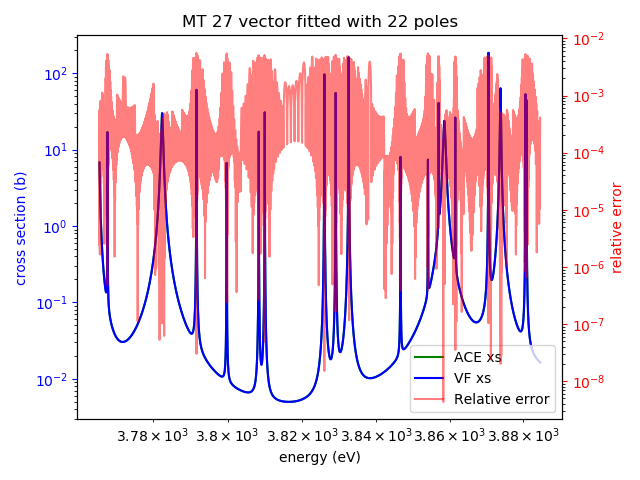 MT 27 vector fitted with 22 poles
cross section (b)
10²
10¹
10⁰
10⁻¹
10⁻²
10⁻²
10⁻³
10⁻⁴
10⁻⁵
10⁻⁶
10⁻⁷
10⁻⁸
relative error
ACE xs
VF xs
Relative error
3.78 × 10³ 3.8 × 10³ 3.82 × 10³ 3.84 × 10³ 3.86 × 10³ 3.88 × 10³
energy (eV)